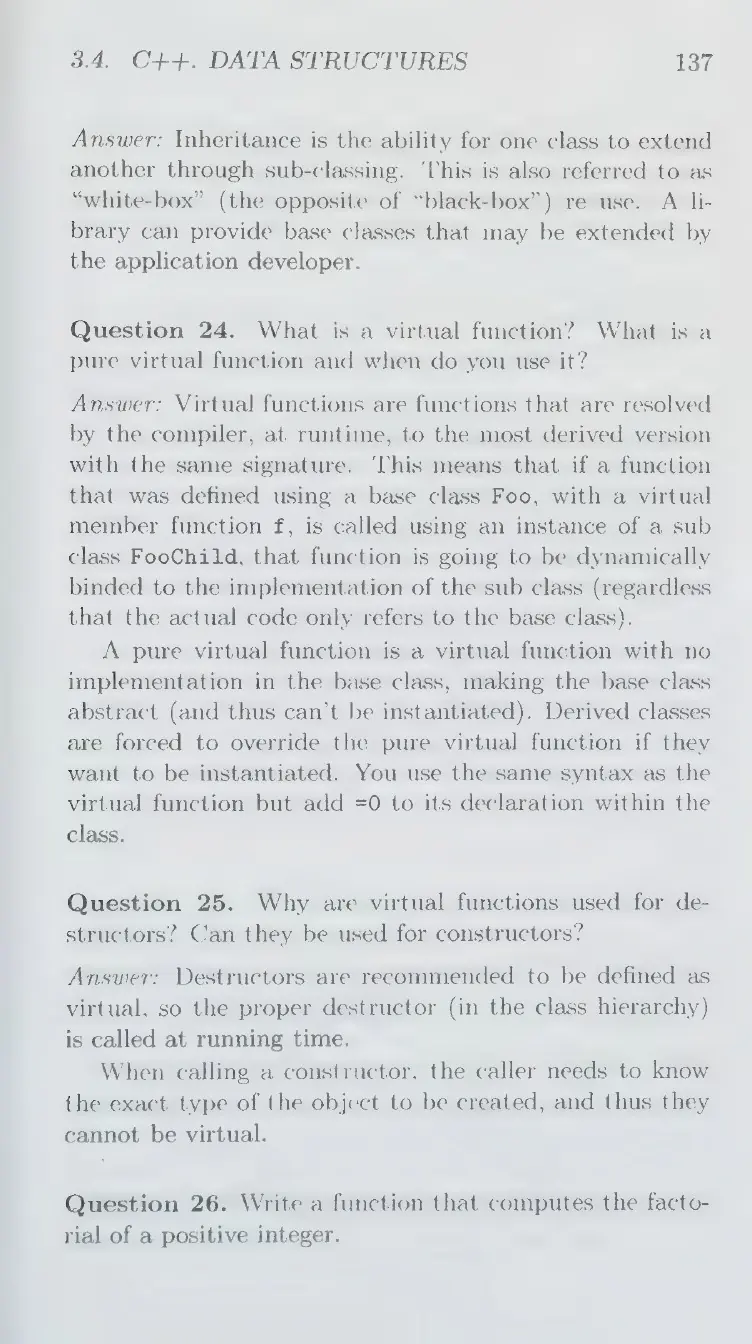 3.4. C++. DATA STRUCTURES 137
Answer: Inheritance is the ability for one class to extend
another through sub-classing. This is also referred to as
“white-box” (the opposite of “black-box”) re use. A li-
brary can provide base classes that may be extended by
the application developer.
Question 24. What is a virtual function? What is a
pure virtual function and when do you use it?
Answer: Virtual functions are functions that are resolved
by the compiler, at runtime, to the most derived version
with the same signature. This means that if a function
that was defined using a base class Foo, with a virtual
member function f, is called using an instance of a sub
class FooChild, that function is going to be dynamically
binded to the implementation of the sub class (regardless
that the actual code only refers to the base class).
A pure virtual function is a virtual function with no
implementation in the base class, making the base class
abstract (and thus can't be instantiated). Derived classes
are forced to override the pure virtual function if they
want to be instantiated. You use the same syntax as the
virtual function but add =0 to its declaration within the
class.
Question 25. Why are virtual functions used for de-
structors? Can they be used for constructors?
Answer: Destructors are recommended to be defined as
virtual, so the proper destructor (in the class hierarchy)
is called at running time.
When calling a constructor, the caller needs to know
the exact type of the object to be created, and thus they
cannot be virtual.
Question 26. Write a function that computes the facto-
rial of a positive integer.